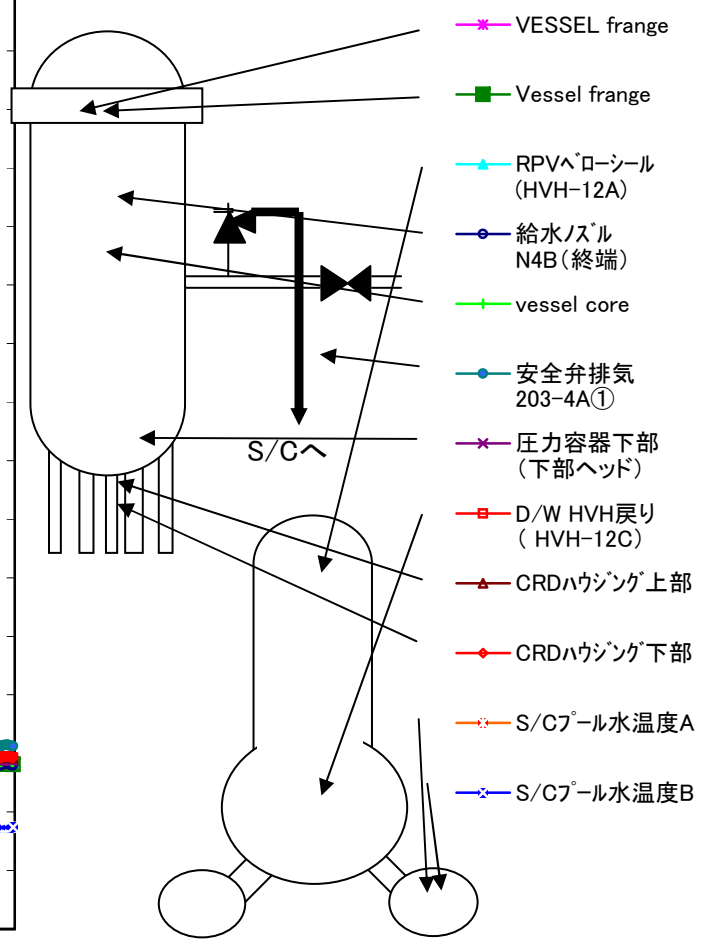 VESSEL frange
Vessel frange
RPVﾍﾞﾛｰｼｰﾙ
(HVH-12A)
給水ﾉｽﾞﾙ
N4B(終端)
vessel core
安全弁排気
203-4A①
S/Cへ
圧力容器下部
(下部ヘッド)
D/W HVH戻り
( HVH-12C)
CRDﾊｳｼﾞﾝｸﾞ上部
CRDﾊｳｼﾞﾝｸﾞ下部
S/Cﾌﾟｰﾙ水温度A
S/Cﾌﾟｰﾙ水温度B